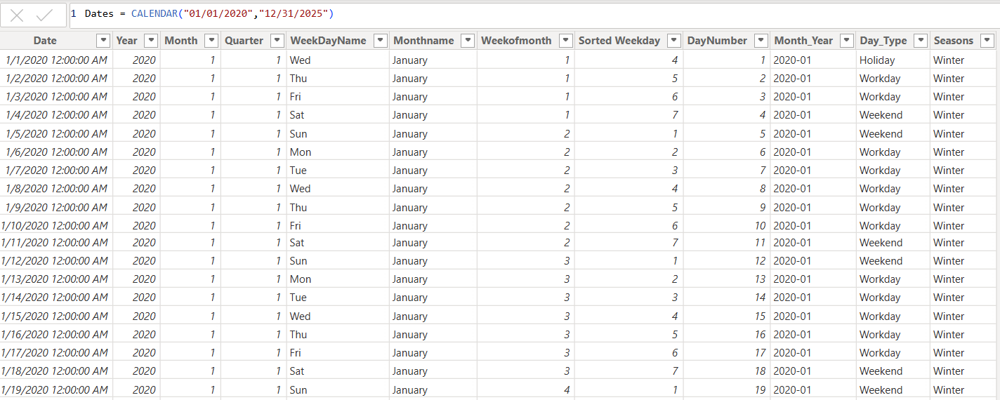 1 Dates = CALENDAR("01/01/2020","12/31/2025")
Date Year Month Quarter WeekDayName Monthname Weekofmonth Sorted Weekday DayNumber Month_Year Day_Type Seasons
1/1/2020 12:00:00 AM 2020 1 1 Wed January 1 4 1 2020-01 Holiday Winter
1/2/2020 12:00:00 AM 2020 1 1 Thu January 1 5 2 2020-01 Workday Winter
1/3/2020 12:00:00 AM 2020 1 1 Fri January 1 6 3 2020-01 Workday Winter
1/4/2020 12:00:00 AM 2020 1 1 Sat January 1 7 4 2020-01 Weekend Winter
1/5/2020 12:00:00 AM 2020 1 1 Sun January 2 1 5 2020-01 Weekend Winter
1/6/2020 12:00:00 AM 2020 1 1 Mon January 2 2 6 2020-01 Workday Winter
1/7/2020 12:00:00 AM 2020 1 1 Tue January 2 3 7 2020-01 Workday Winter
1/8/2020 12:00:00 AM 2020 1 1 Wed January 2 4 8 2020-01 Workday Winter
1/9/2020 12:00:00 AM 2020 1 1 Thu January 2 5 9 2020-01 Workday Winter
1/10/2020 12:00:00 AM 2020 1 1 Fri January 2 6 10 2020-01 Workday Winter
1/11/2020 12:00:00 AM 2020 1 1 Sat January 2 7 11 2020-01 Weekend Winter
1/12/2020 12:00:00 AM 2020 1 1 Sun January 3 1 12 2020-01 Weekend Winter
1/13/2020 12:00:00 AM 2020 1 1 Mon January 3 2 13 2020-01 Workday Winter
1/14/2020 12:00:00 AM 2020 1 1 Tue January 3 3 14 2020-01 Workday Winter
1/15/2020 12:00:00 AM 2020 1 1 Wed January 3 4 15 2020-01 Workday Winter
1/16/2020 12:00:00 AM 2020 1 1 Thu January 3 5 16 2020-01 Workday Winter
1/17/2020 12:00:00 AM 2020 1 1 Fri January 3 6 17 2020-01 Workday Winter
1/18/2020 12:00:00 AM 2020 1 1 Sat January 3 7 18 2020-01 Weekend Winter
1/19/2020 12:00:00 AM 2020 1 1 Sun January 4 1 19 2020-01 Weekend Winter